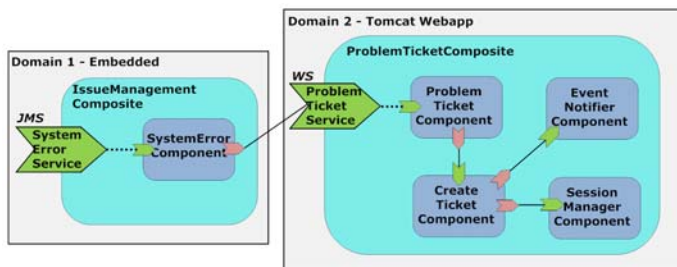 Domain 1 - Embedded
IssueManagement
Composite
JMS
System
Error
Service
SystemError
Component
Domain 2 - Tomcat Webapp
ProblemTicketComposite
WS
Problem
Ticket
Service
Problem
Ticket
Component
Event
Notifier
Component
Create
Ticket
Component
Session
Manager
Component